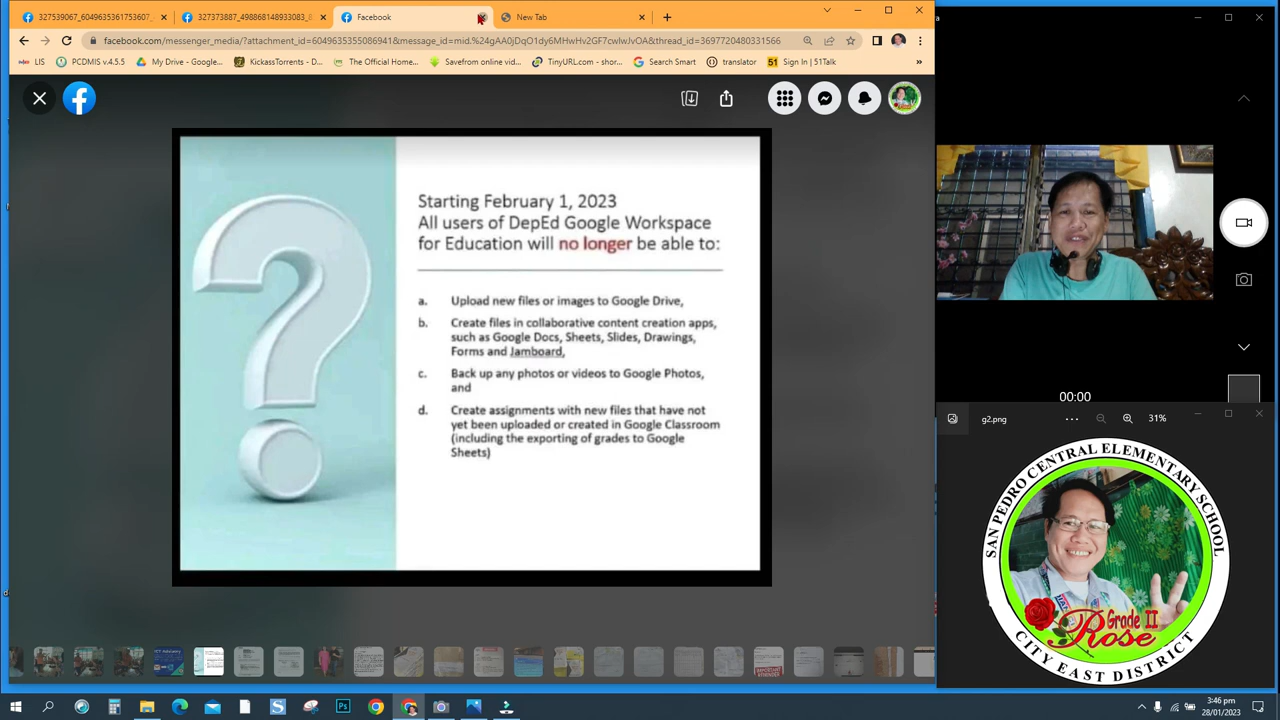 327539067_6049635361753607_
327373887_498868148933083_8
Facebook
New Tab
facebook.com/messenger_media/?attachment_id=6049635355086941&message_id=mid.%24gAA0jDqO1dy6MHwHv2GF7cwlwJvOA&thread_id=3697720480331566
LIS
PCDMIS v.4.5.5
My Drive - Google...
KickassTorrents - D...
The Official Home...
Savefrom online vid...
TinyURL.com - shor...
Search Smart
translator
51 Sign In | 51Talk
Starting February 1, 2023
All users of DepEd Google Workspace
for Education will no longer be able to:
a. Upload new files or images to Google Drive,
b. Create files in collaborative content creation apps,
such as Google Docs, Sheets, Slides, Drawings,
Forms and Jamboard,
c. Back up any photos or videos to Google Photos,
and
d. Create assignments with new files that have not
yet been uploaded or created in Google Classroom
(including the exporting of grades to Google
Sheets)
a
00:00
g2.png
31%
SAN PEDRO CENTRAL ELEMENTARY SCHOOL
Grade II
Rose
CITY EAST DISTRICT
3:46 pm
28/01/2023